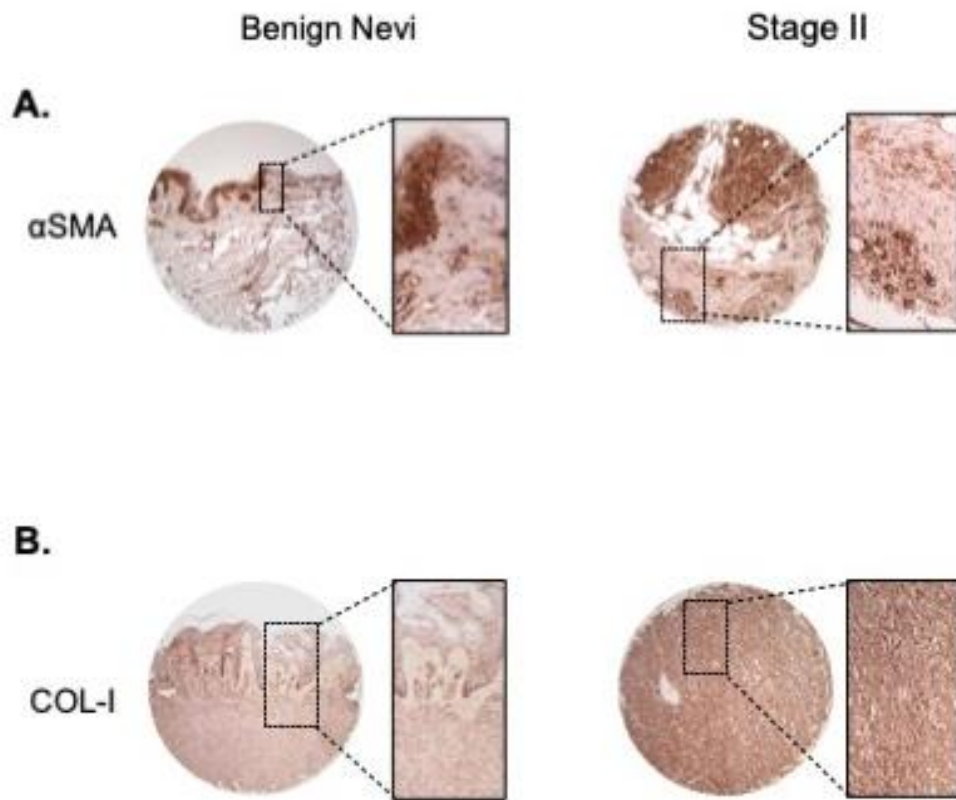 Benign Nevi
Stage II
A.
αSMA
B.
COL-I